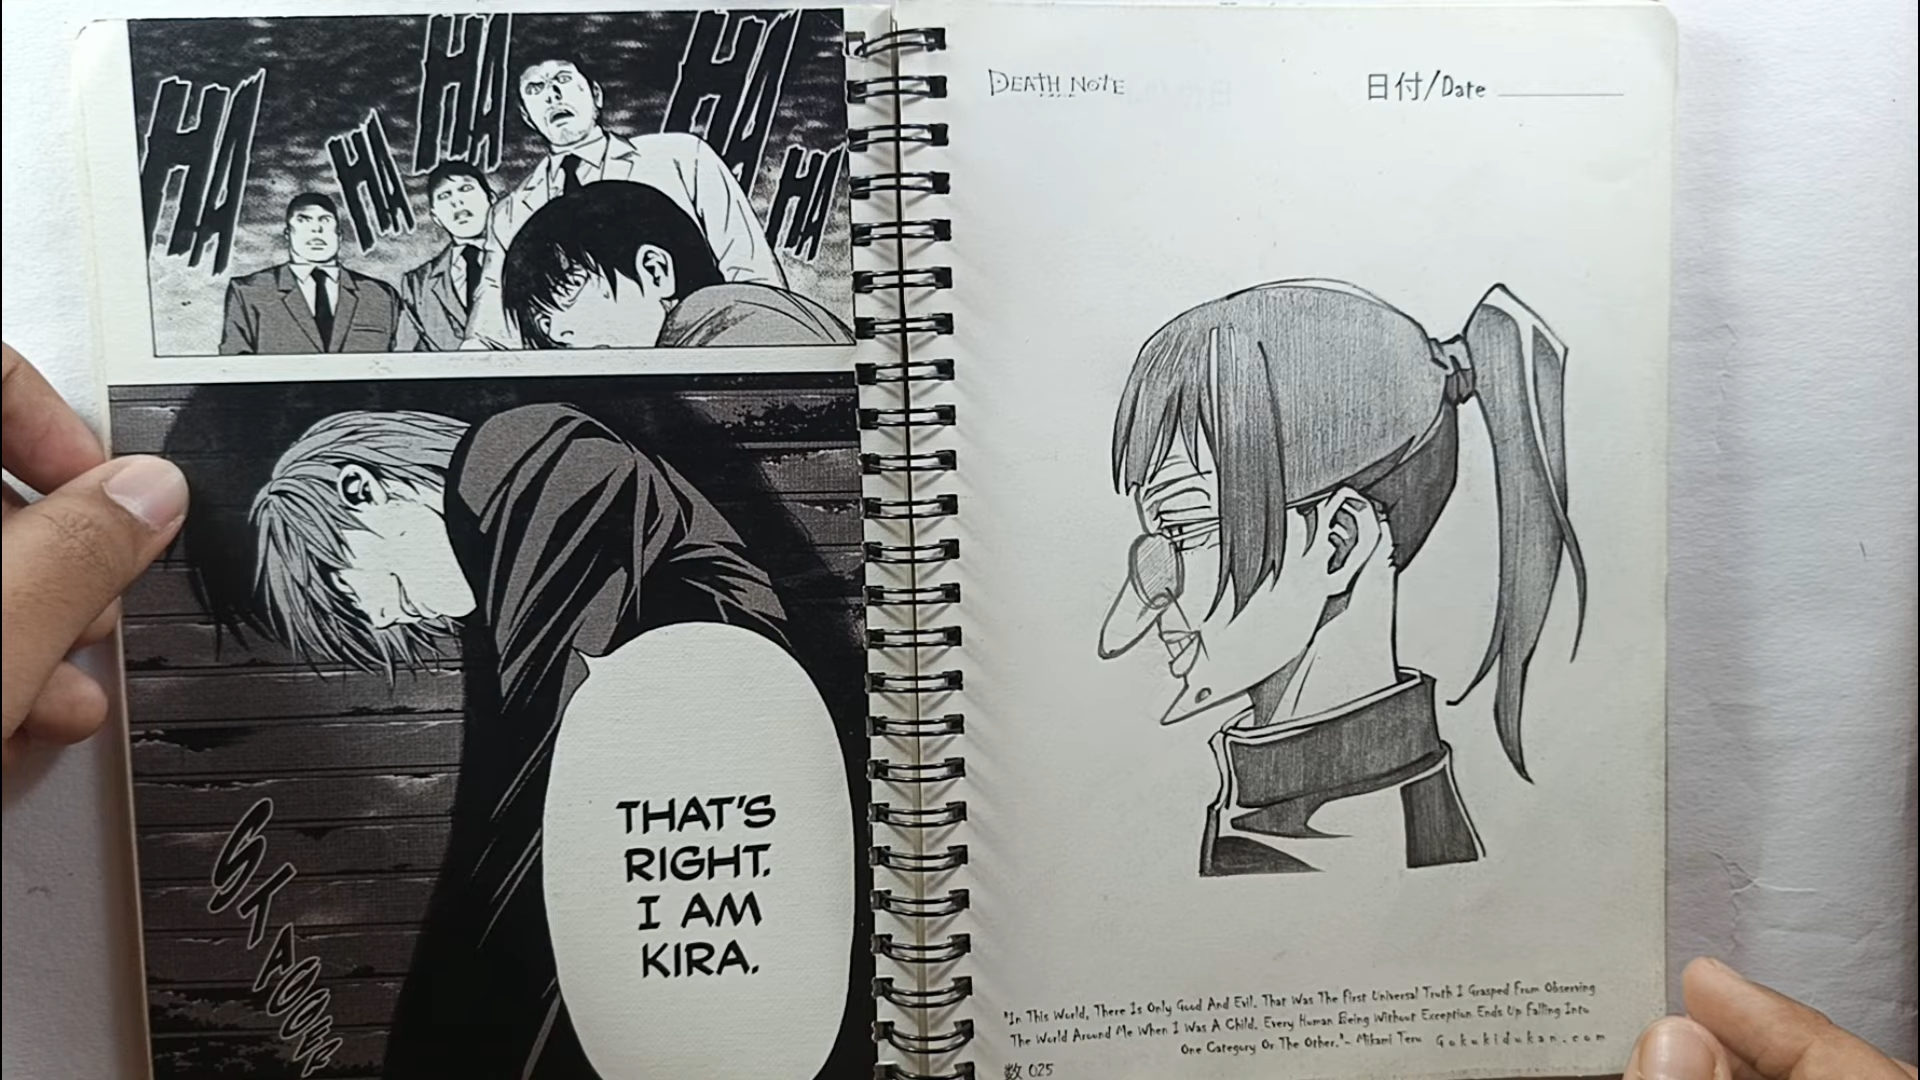 HA
HA
HA
HA
HA
THAT'S
RIGHT.
I AM
KIRA.
STAGGER
DEATH NOTE
日付/Date
"In This World, There Is Only Good And Evil. That Was The First Universal Truth I Grasped From Observing
The World Around Me When I Was A Child. Every Human Being Without Exception Ends Up Falling Into
One Category Or The Other."- Mikami Teru Gokukidukan.com
数 025